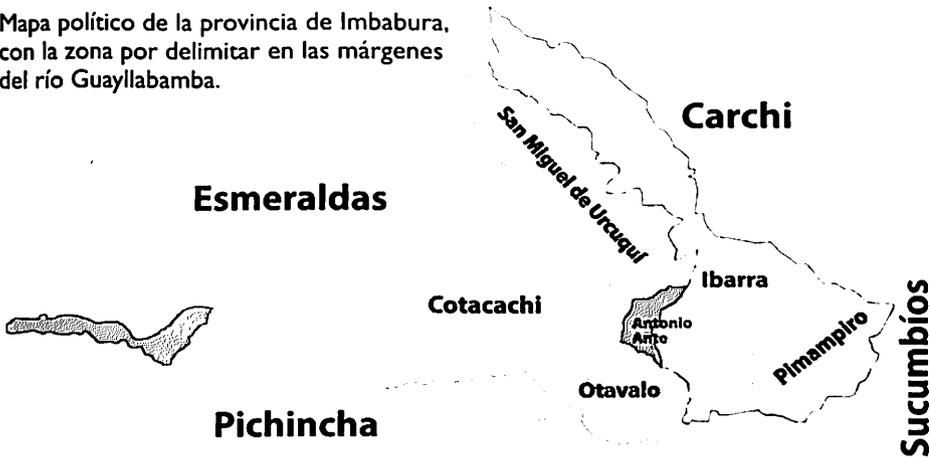 Mapa político de la provincia de Imbabura,
con la zona por delimitar en las márgenes
del río Guayllabamba.
Carchi
San Miguel de Urcuquí
Esmeraldas
Ibarra
Cotacachi
Antonio
Ante
Pimampiro
Sucumbíos
Otavalo
Pichincha